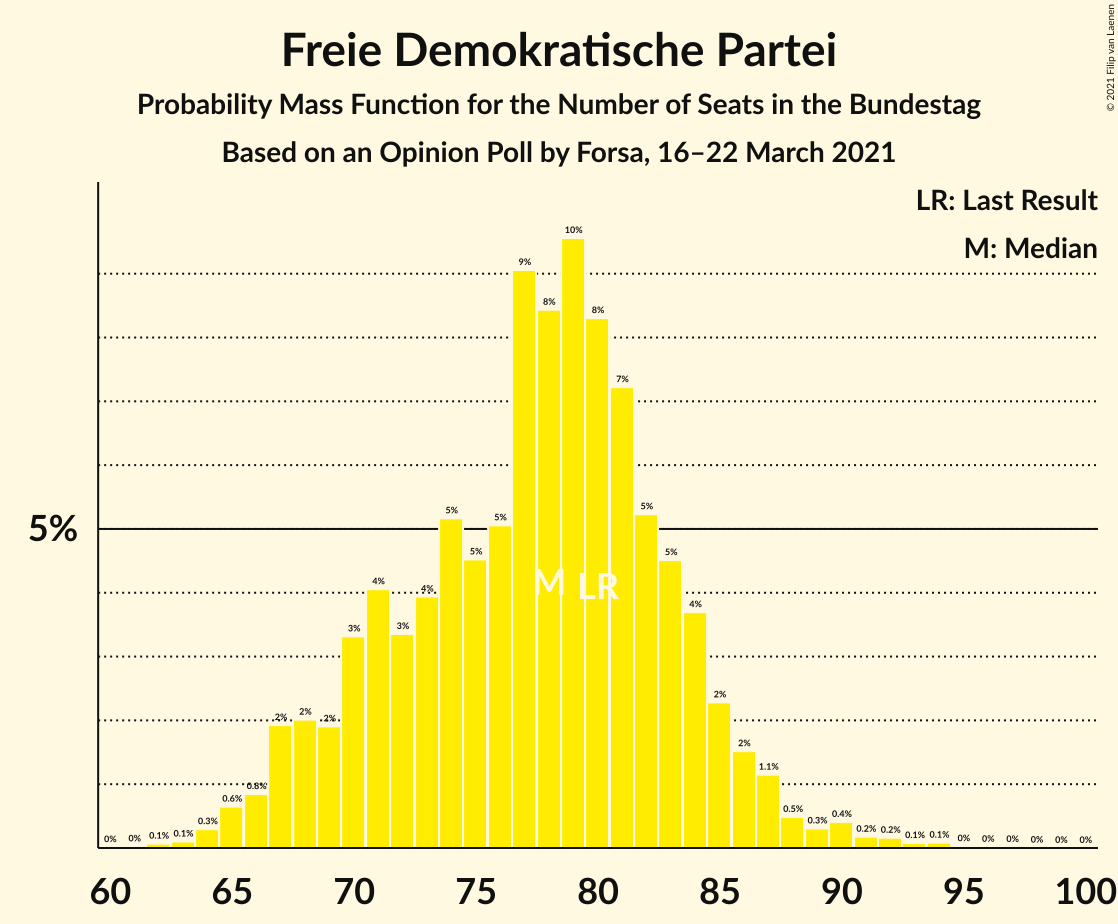 © 2021 Filip van Laenen
Freie Demokratische Partei
Probability Mass Function for the Number of Seats in the Bundestag
Based on an Opinion Poll by Forsa, 16–22 March 2021
LR: Last Result
M: Median
5%
0% 0% 0.1% 0.1% 0.3% 0.6% 0.8% 2% 2% 2% 3% 4% 3% 4% 5% 5% 5% 9% 8% 10% 8% 7% 5% 5% 4% 2% 2% 1.1% 0.5% 0.3% 0.4% 0.2% 0.2% 0.1% 0.1% 0% 0% 0% 0% 0% 0%
M LR
60 65 70 75 80 85 90 95 100